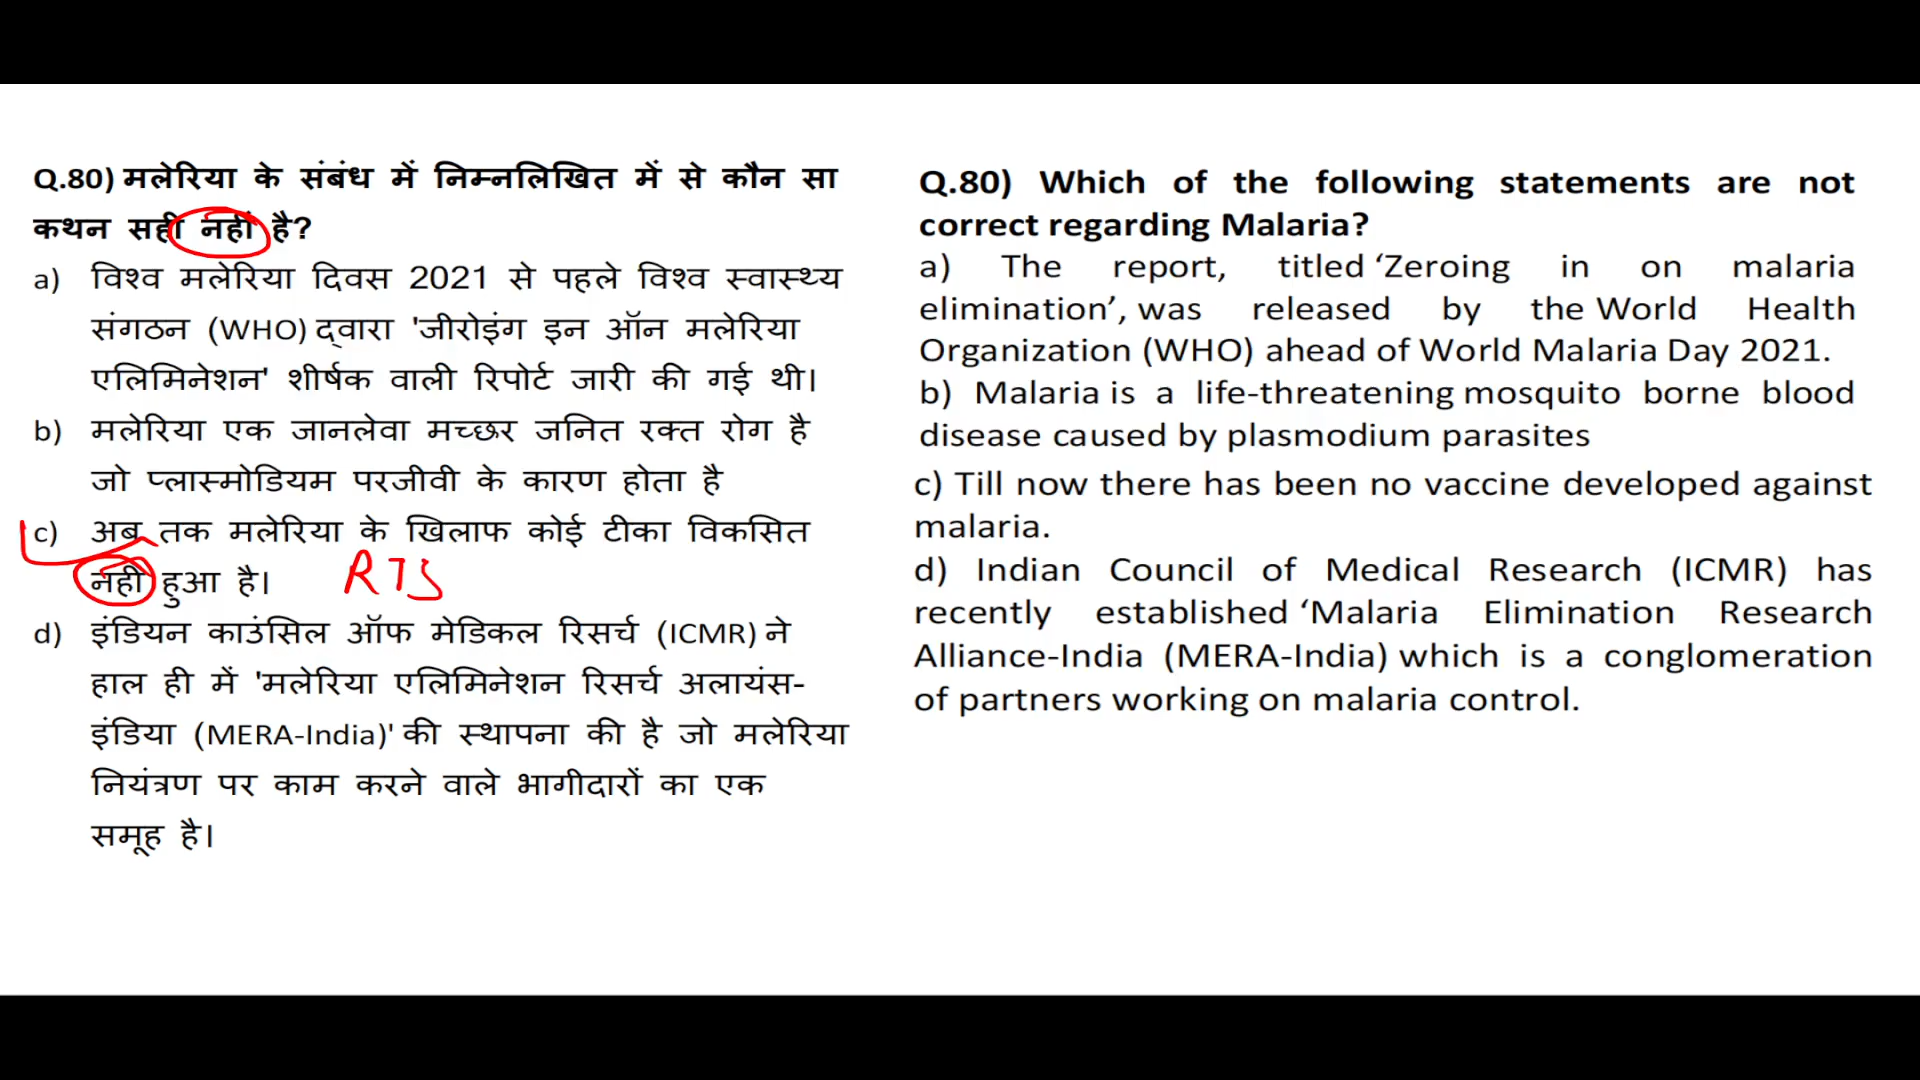 Q.80) मलेरिया के संबंध में निम्नलिखित में से कौन सा
कथन सही नहीं है?
a) विश्व मलेरिया दिवस 2021 से पहले विश्व स्वास्थ्य
संगठन (WHO) द्वारा 'जीरोइंग इन ऑन मलेरिया
एलिमिनेशन' शीर्षक वाली रिपोर्ट जारी की गई थी।
b) मलेरिया एक जानलेवा मच्छर जनित रक्त रोग है
जो प्लास्मोडियम परजीवी के कारण होता है
c) अब तक मलेरिया के खिलाफ कोई टीका विकसित
नहीं हुआ है। RTS
d) इंडियन काउंसिल ऑफ मेडिकल रिसर्च (ICMR) ने
हाल ही में 'मलेरिया एलिमिनेशन रिसर्च अलायंस-
इंडिया (MERA-India)' की स्थापना की है जो मलेरिया
नियंत्रण पर काम करने वाले भागीदारों का एक
समूह है।
Q.80) Which of the following statements are not
correct regarding Malaria?
a) The report, titled ‘Zeroing in on malaria
elimination’, was released by the World Health
Organization (WHO) ahead of World Malaria Day 2021.
b) Malaria is a life-threatening mosquito borne blood
disease caused by plasmodium parasites
c) Till now there has been no vaccine developed against
malaria.
d) Indian Council of Medical Research (ICMR) has
recently established ‘Malaria Elimination Research
Alliance-India (MERA-India) which is a conglomeration
of partners working on malaria control.